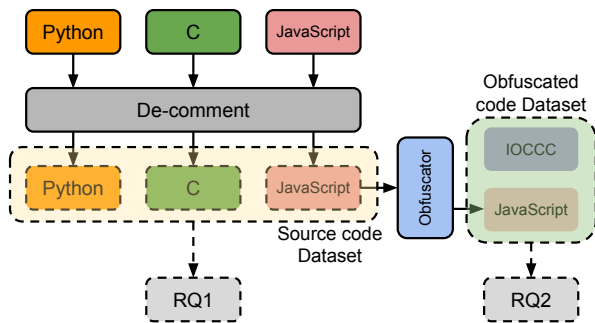 Python
C
JavaScript
De-comment
Python
C
JavaScript
Source code
Dataset
Obfuscator
Obfuscated
code Dataset
IOCCC
JavaScript
RQ1
RQ2